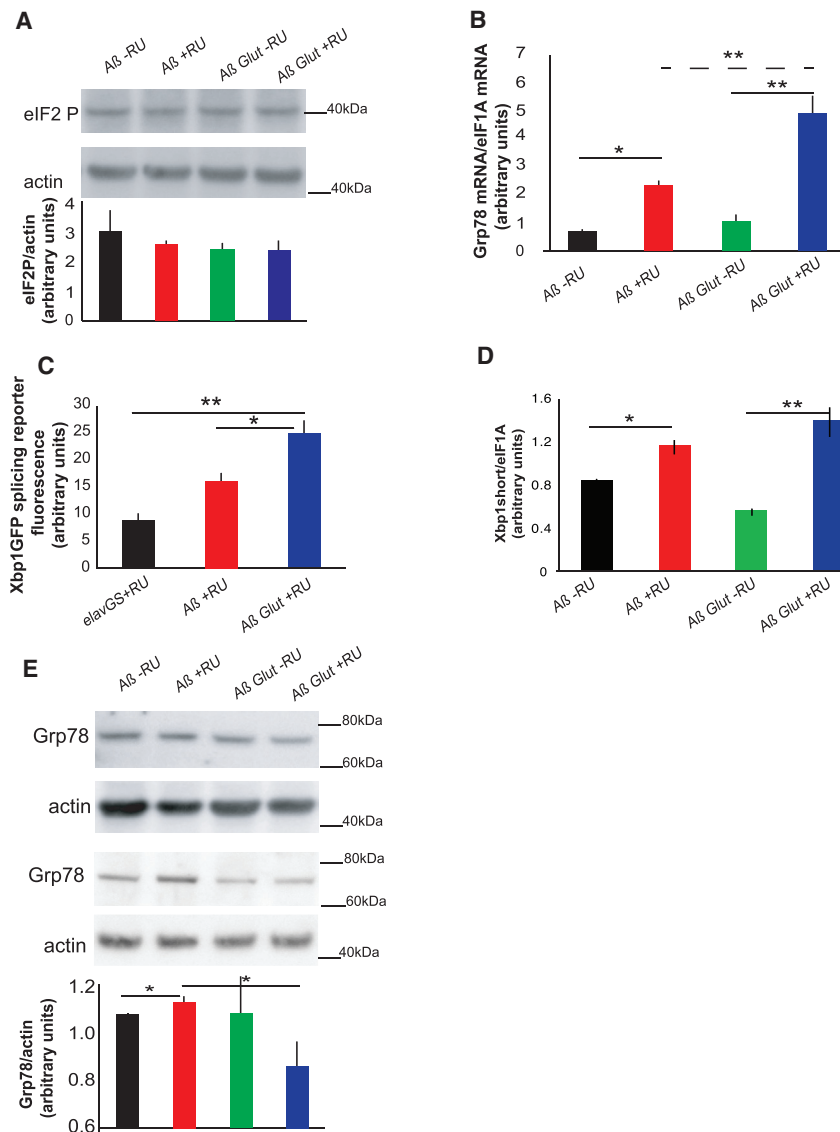 A
Aß -RU
Aß +RU
Aß Glut -RU
Aß Glut +RU
eIF2 P
40kDa
actin
40kDa
eIF2P/actin
(arbitrary units)
4
3
2
1
0
B
Grp78 mRNA/eIF1A mRNA
(arbitrary units)
7
6
5
4
3
2
1
0
**
**
*
Aß -RU
Aß +RU
Aß Glut -RU
Aß Glut +RU
C
Xbp1GFP splicing reporter
fluorescence
(arbitrary units)
30
25
20
15
10
5
0
**
*
elavGS+RU
Aß +RU
Aß Glut +RU
D
Xbp1short/eIF1A
(arbitrary units)
1.6
1.2
0.8
0.4
0
*
**
Aß -RU
Aß +RU
Aß Glut -RU
Aß Glut +RU
E
Aß -RU
Aß +RU
Aß Glut -RU
Aß Glut +RU
Grp78
80kDa
60kDa
actin
40kDa
Grp78
80kDa
60kDa
actin
40kDa
Grp78/actin
(arbitrary units)
1.2
1.0
0.8
0.6
*
*